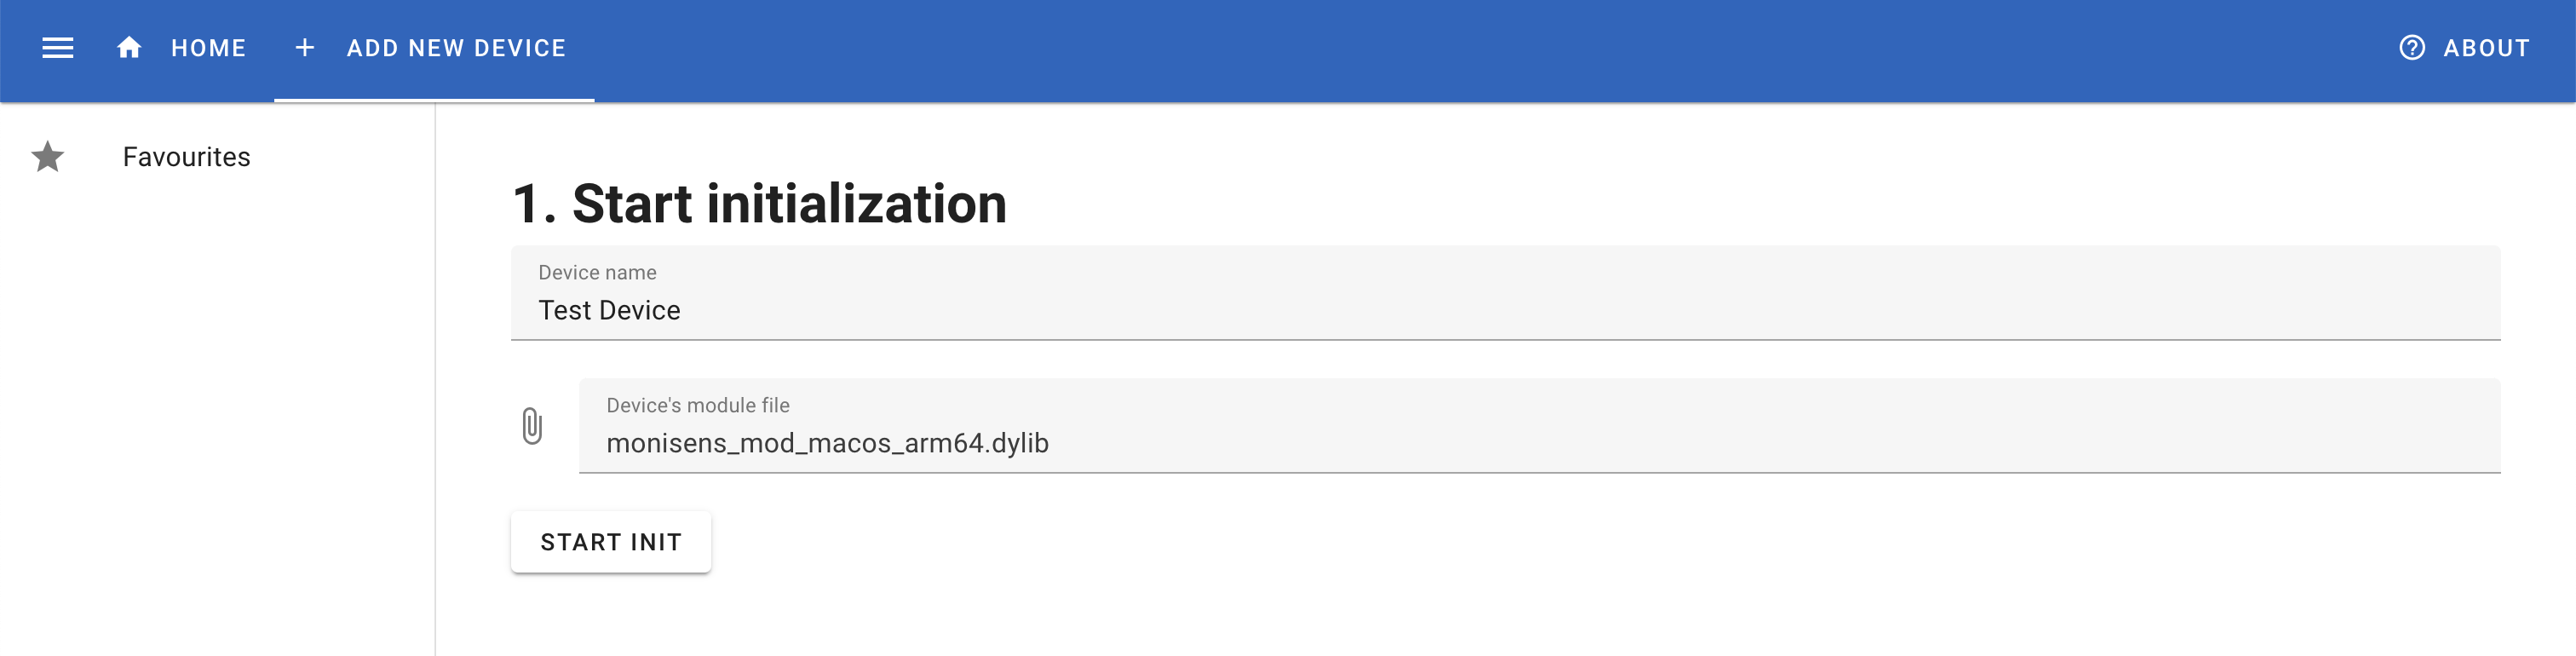 HOME
ADD NEW DEVICE
ABOUT
Favourites
1. Start initialization
Device name
Test Device
Device's module file
monisens_mod_macos_arm64.dylib
START INIT